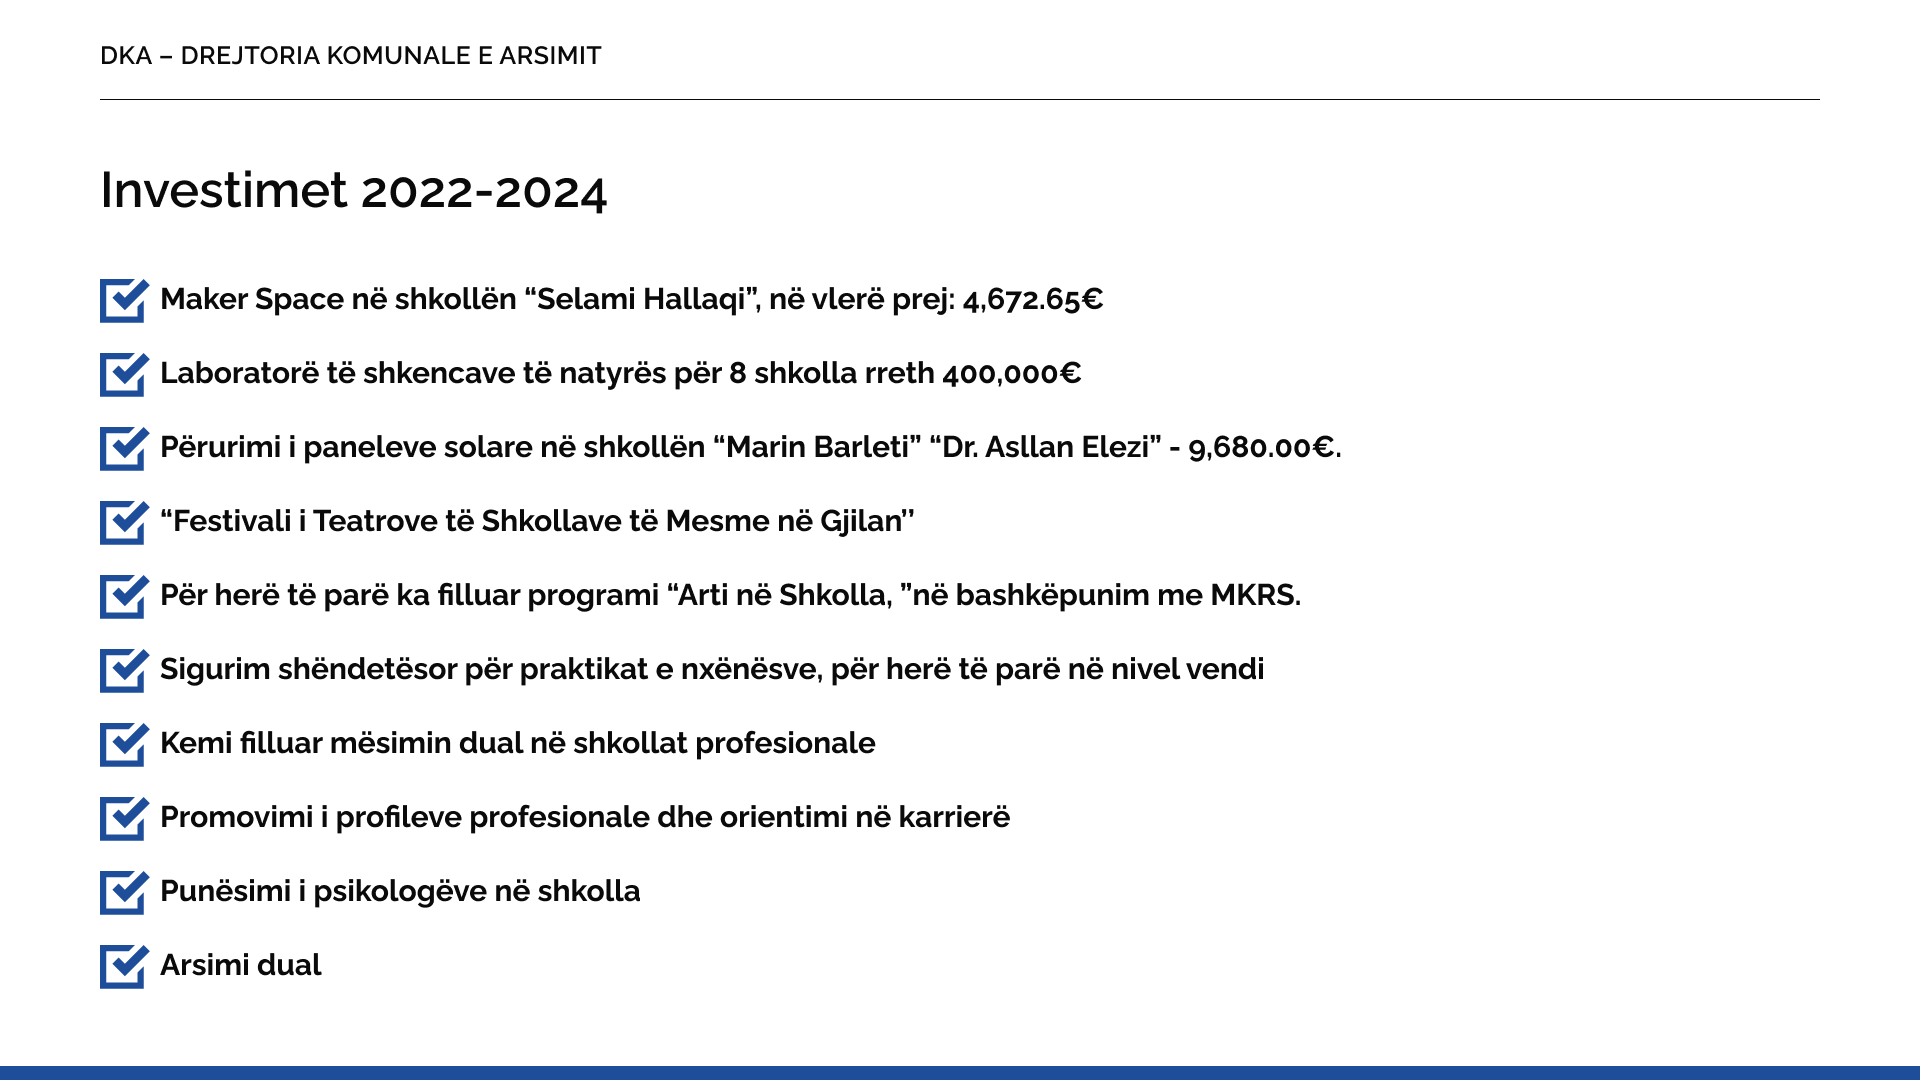 DKA – DREJTORIA KOMUNALE E ARSIMIT
Investimet 2022-2024
Maker Space në shkollën “Selami Hallaqi”, në vlerë prej: 4,672.65€
Laboratorë të shkencave të natyrës për 8 shkolla rreth 400,000€
Përurimi i paneleve solare në shkollën “Marin Barleti” “Dr. Asllan Elezi” - 9,680.00€.
“Festivali i Teatrove të Shkollave të Mesme në Gjilan’’
Për herë të parë ka filluar programi “Arti në Shkolla, ”në bashkëpunim me MKRS.
Sigurim shëndetësor për praktikat e nxënësve, për herë të parë në nivel vendi
Kemi filluar mësimin dual në shkollat profesionale
Promovimi i profileve profesionale dhe orientimi në karrierë
Punësimi i psikologëve në shkolla
Arsimi dual